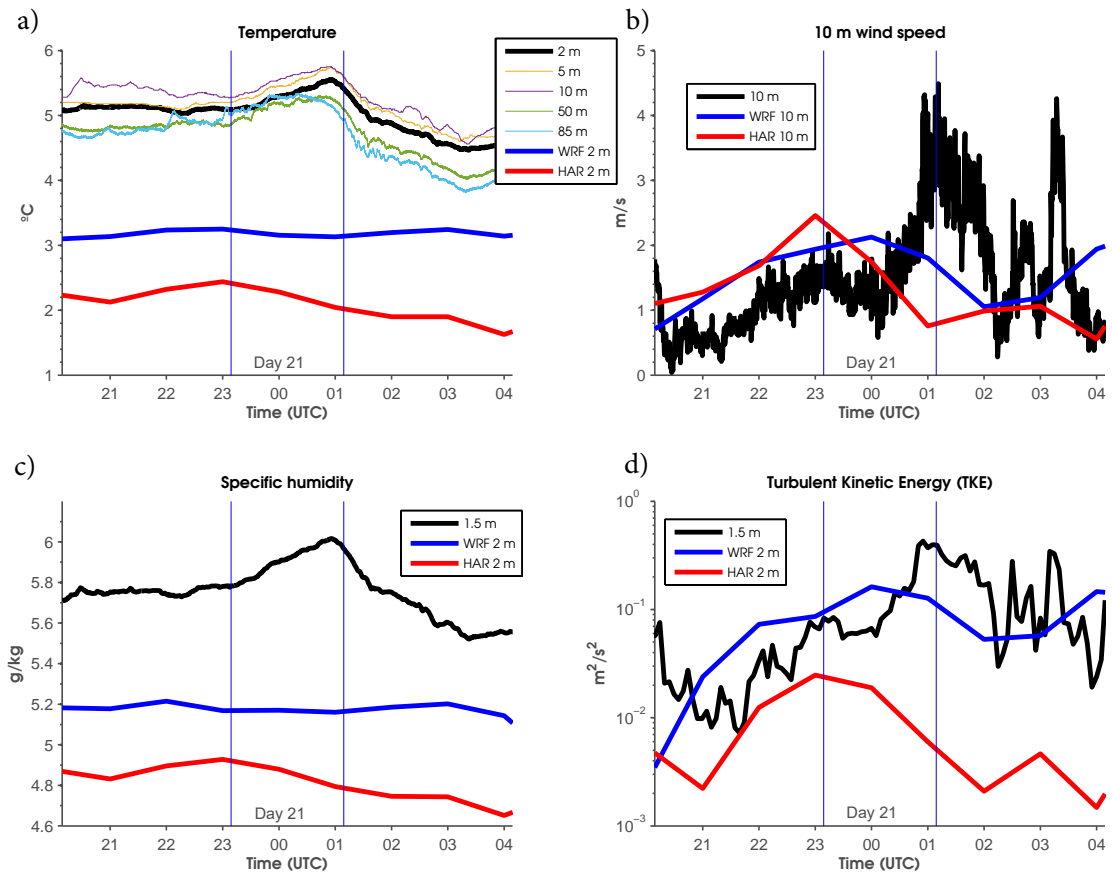 a)
Temperature
6
5
4
3
2
1
ºC
2 m
5 m
10 m
50 m
85 m
WRF 2 m
HAR 2 m
Day 21
21 22 23 00 01 02 03 04
Time (UTC)
b)
10 m wind speed
5
4
3
2
1
0
m/s
10 m
WRF 10 m
HAR 10 m
Day 21
21 22 23 00 01 02 03 04
Time (UTC)
c)
Specific humidity
6
5.8
5.6
5.4
5.2
5
4.8
4.6
g/kg
1.5 m
WRF 2 m
HAR 2 m
Day 21
21 22 23 00 01 02 03 04
Time (UTC)
d)
Turbulent Kinetic Energy (TKE)
10⁰
10⁻¹
10⁻²
10⁻³
m²/s²
1.5 m
WRF 2 m
HAR 2 m
Day 21
21 22 23 00 01 02 03 04
Time (UTC)